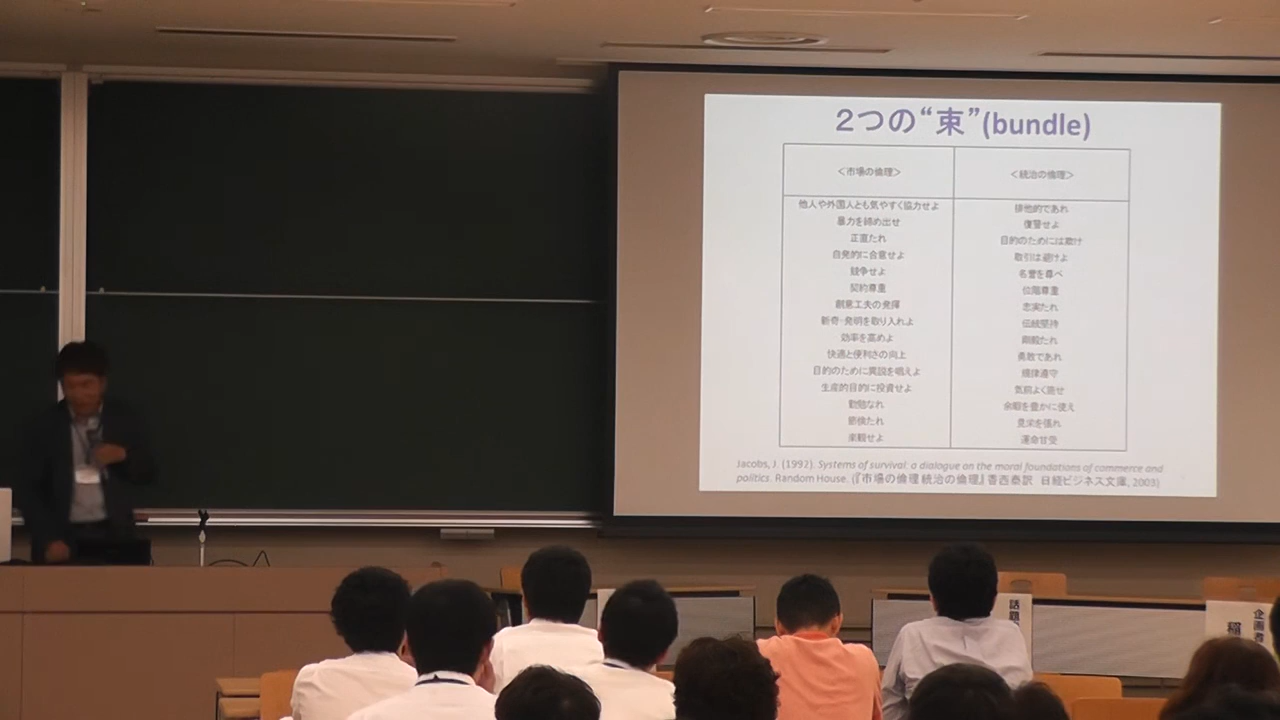 ２つの“束”(bundle)
＜市場の倫理＞
＜統治の倫理＞
他人や外国人とも気やすく協力せよ
排他的であれ
暴力を締め出せ
復讐せよ
正直たれ
目的のためには欺け
自発的に合意せよ
取引は避けよ
競争せよ
名誉を尊べ
契約尊重
位階尊重
創意工夫の発揮
忠実たれ
新奇・発明を取り入れよ
伝統堅持
効率を高めよ
剛毅たれ
快適と便利さの向上
勇敢であれ
目的のために異説を唱えよ
規律遵守
生産的目的に投資せよ
気前よく施せ
勤勉なれ
余暇を豊かに使え
節倹たれ
見栄を張れ
楽観せよ
運命甘受
Jacobs, J. (1992). Systems of survival: a dialogue on the moral foundations of commerce and
politics. Random House. (『市場の倫理 統治の倫理』 香西泰訳 日経ビジネス文庫, 2003)
話題
企画者
稲